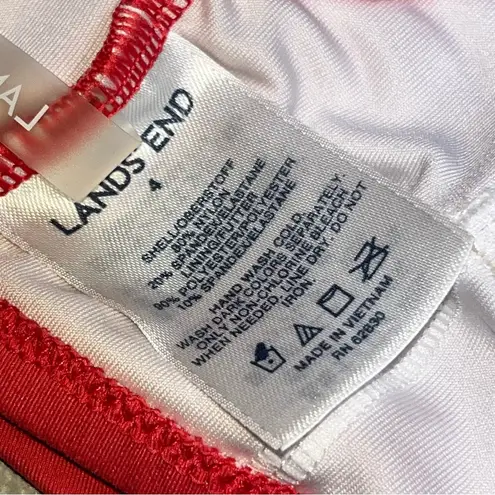 LANDS' END
4
SHELL/OBERSTOFF
80% NYLON
20% SPANDEX/ELASTANE
LINING/FUTTER
90% POLYESTER/POLYESTER
10% SPANDEX/ELASTANE
HAND WASH COLD.
WASH DARK COLORS SEPARATELY.
ONLY NON-CHLORINE BLEACH
WHEN NEEDED. LINE DRY. DO NOT
IRON.
MADE IN VIETNAM
RN 62830